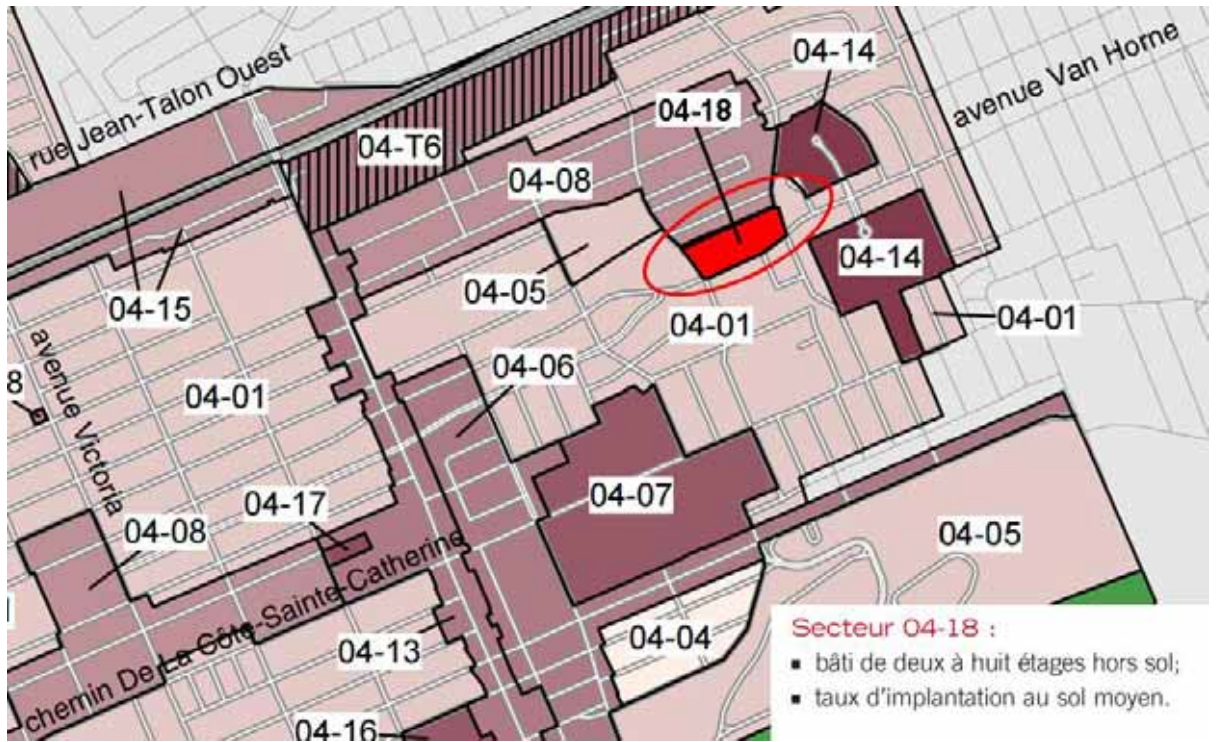 rue Jean-Talon Ouest
04-14
avenue Van Horne
04-18
04-T6
04-08
04-14
04-05
04-15
04-01
04-01
avenue Victoria
04-06
8
04-01
04-07
04-17
04-08
04-05
chemin De La Côte-Sainte-Catherine
04-13
04-04
04-16
Secteur 04-18 :
▪ bâti de deux à huit étages hors sol;
▪ taux d'implantation au sol moyen.